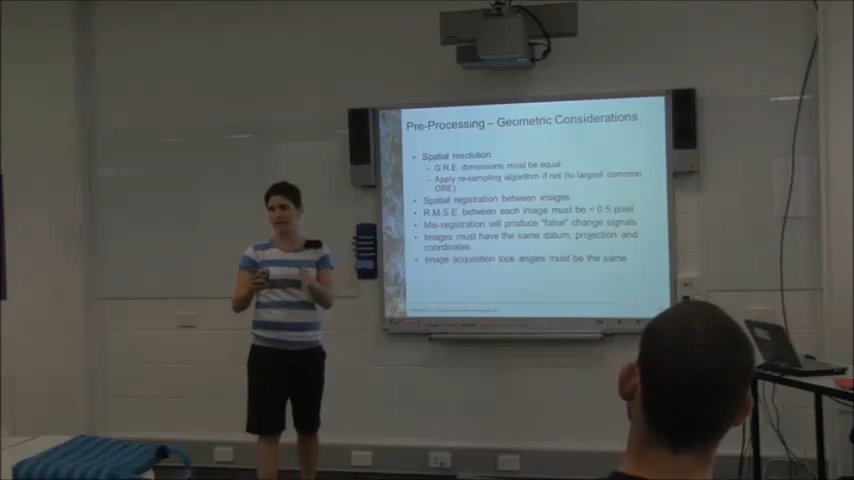 Pre-Processing – Geometric Considerations
• Spatial resolution
– G.R.E. dimensions must be equal
– Apply re-sampling algorithm if not (to largest common
GRE)
• Spatial registration between images
• R.M.S.E. between each image must be < 0.5 pixel
• Mis-registration will produce "false" change signals
• Images must have the same datum, projection and
coordinates
• Image acquisition look angles must be the same